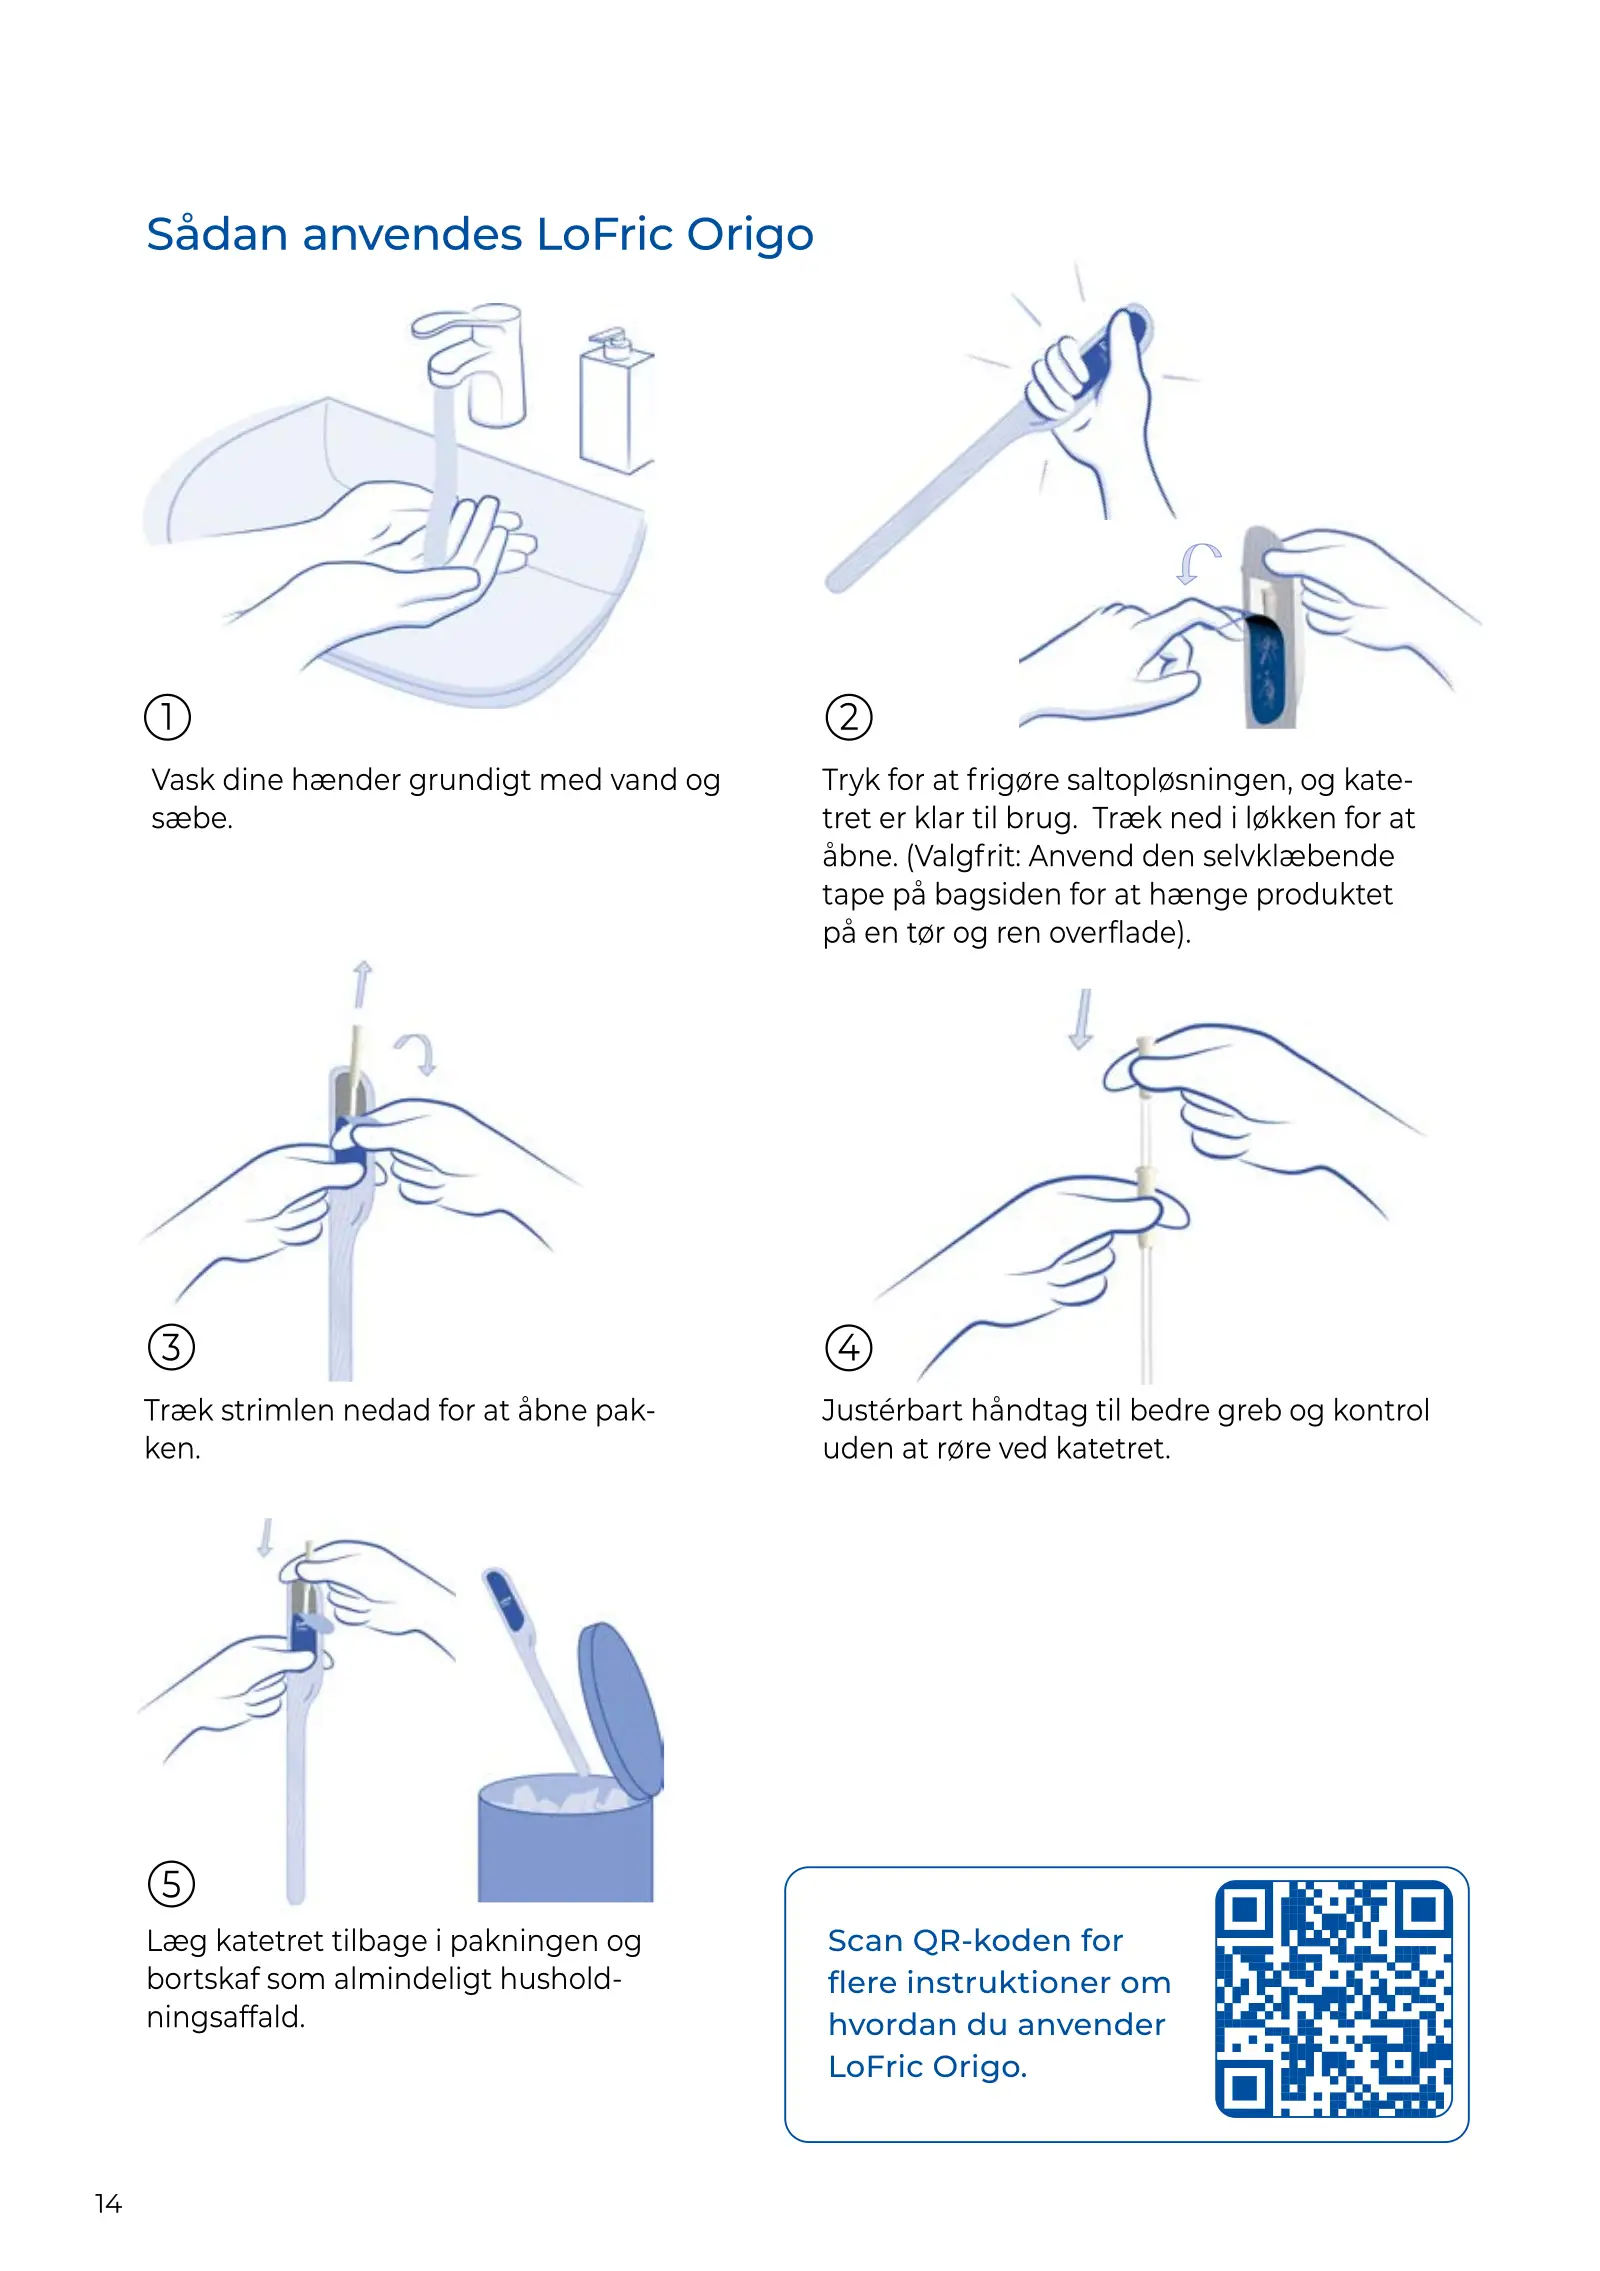 Sådan anvendes LoFric Origo
1
Vask dine hænder grundigt med vand og
sæbe.
2
Tryk for at frigøre saltopløsningen, og kate-
tret er klar til brug.  Træk ned i løkken for at
åbne. (Valgfrit: Anvend den selvklæbende
tape på bagsiden for at hænge produktet
på en tør og ren overflade).
3
Træk strimlen nedad for at åbne pak-
ken.
4
Justérbart håndtag til bedre greb og kontrol
uden at røre ved katetret.
5
Læg katetret tilbage i pakningen og
bortskaf som almindeligt hushold-
ningsaffald.
Scan QR-koden for
flere instruktioner om
hvordan du anvender
LoFric Origo.
14